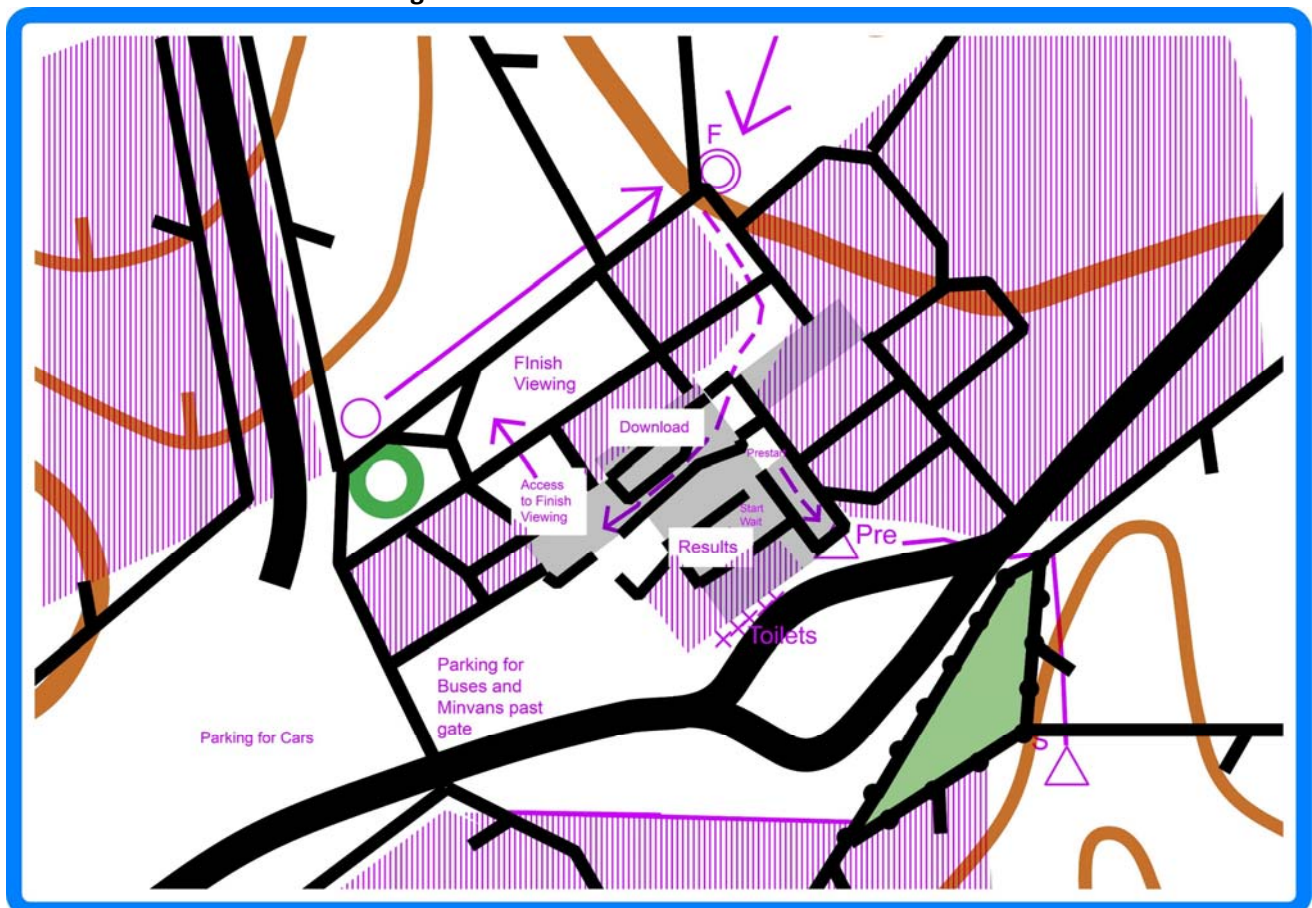 F
FInish
Viewing
Download
Prestart
Access
to Finish
Viewing
Start
Wait
Pre
Results
Toilets
Parking for
Buses and
Minvans past
gate
Parking for Cars
S